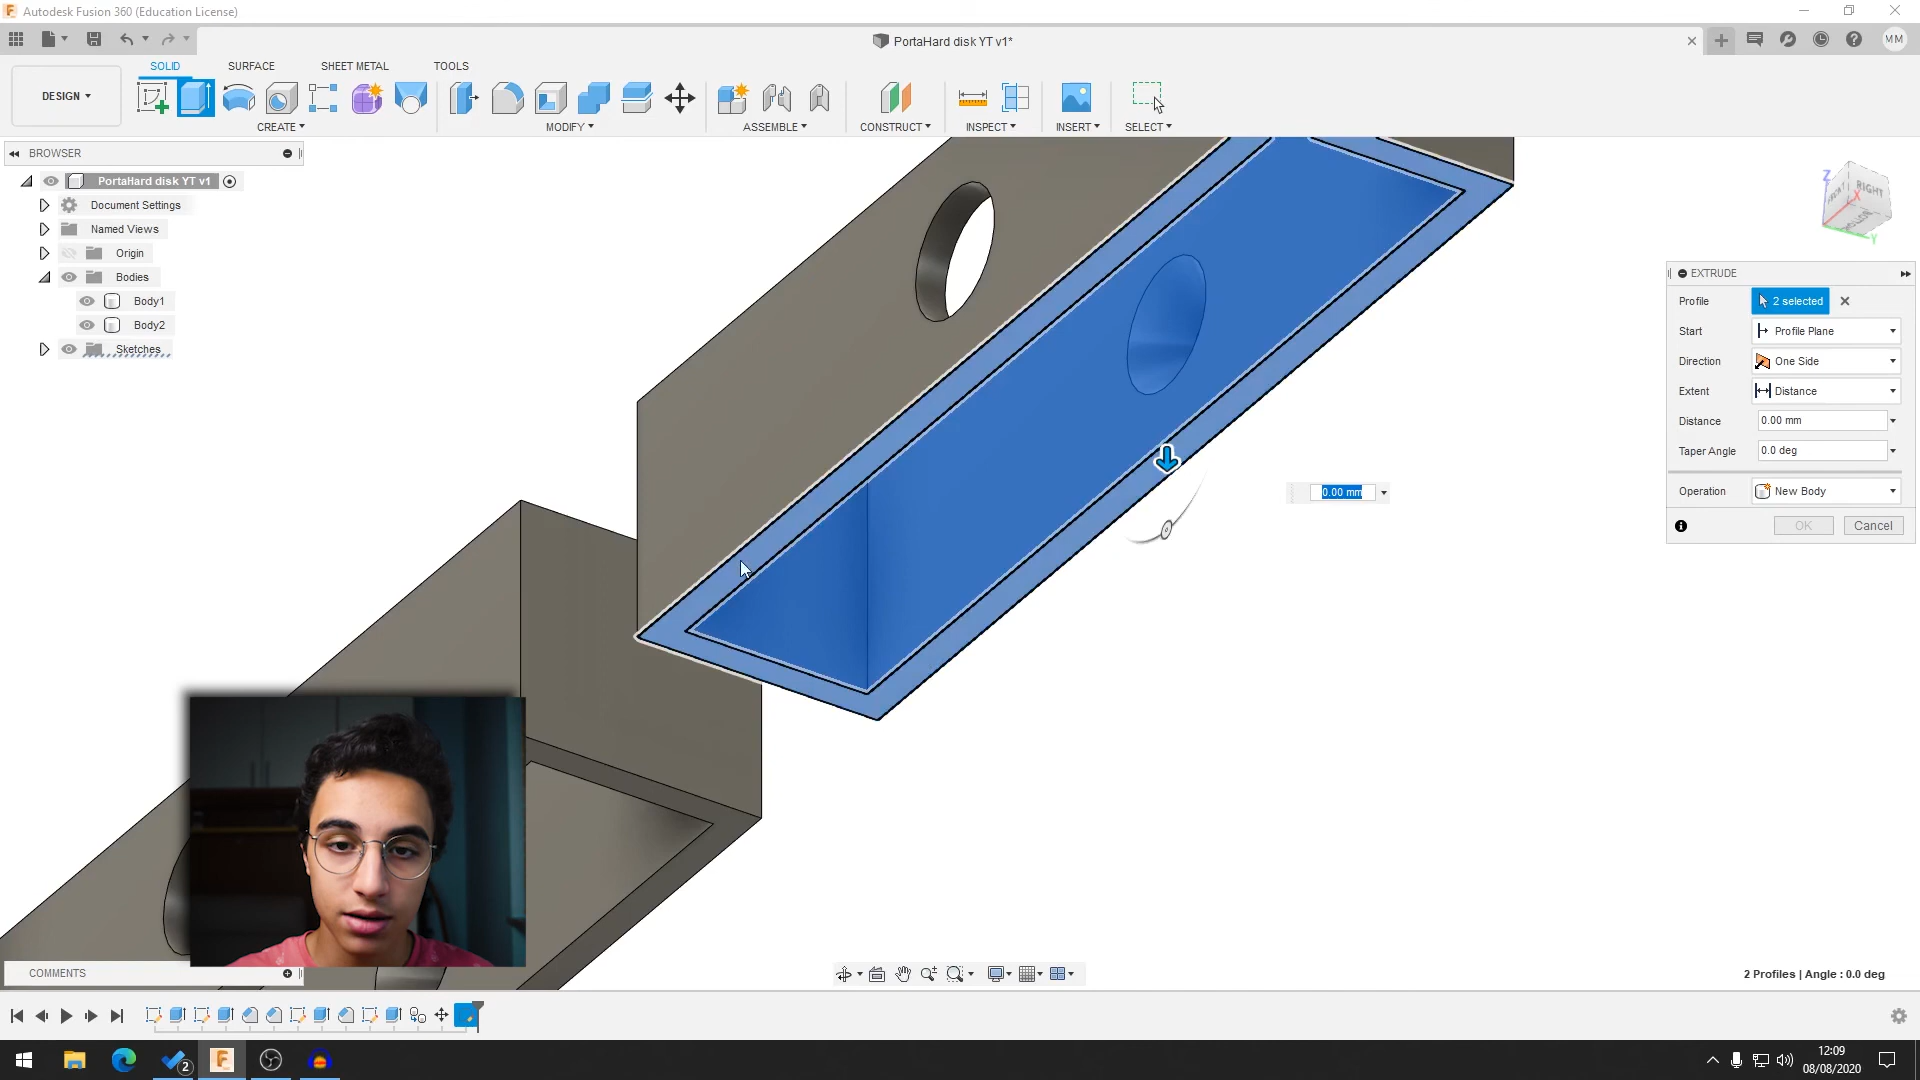 Autodesk Fusion 360 (Education License)
PortaHard disk YT v1*
MM
DESIGN
SOLID
SURFACE
SHEET METAL
TOOLS
CREATE
MODIFY
ASSEMBLE
CONSTRUCT
INSPECT
INSERT
SELECT
BROWSER
PortaHard disk YT v1
Document Settings
Named Views
Origin
Bodies
Body1
Body2
Sketches
Z
RIGHT
X
Y
EXTRUDE
Profile
2 selected
Start
Profile Plane
Direction
One Side
Extent
Distance
Distance
0.00 mm
Taper Angle
0.0 deg
Operation
New Body
OK
Cancel
0.00 mm
COMMENTS
2 Profiles | Angle : 0.0 deg
2
12:09
08/08/2020